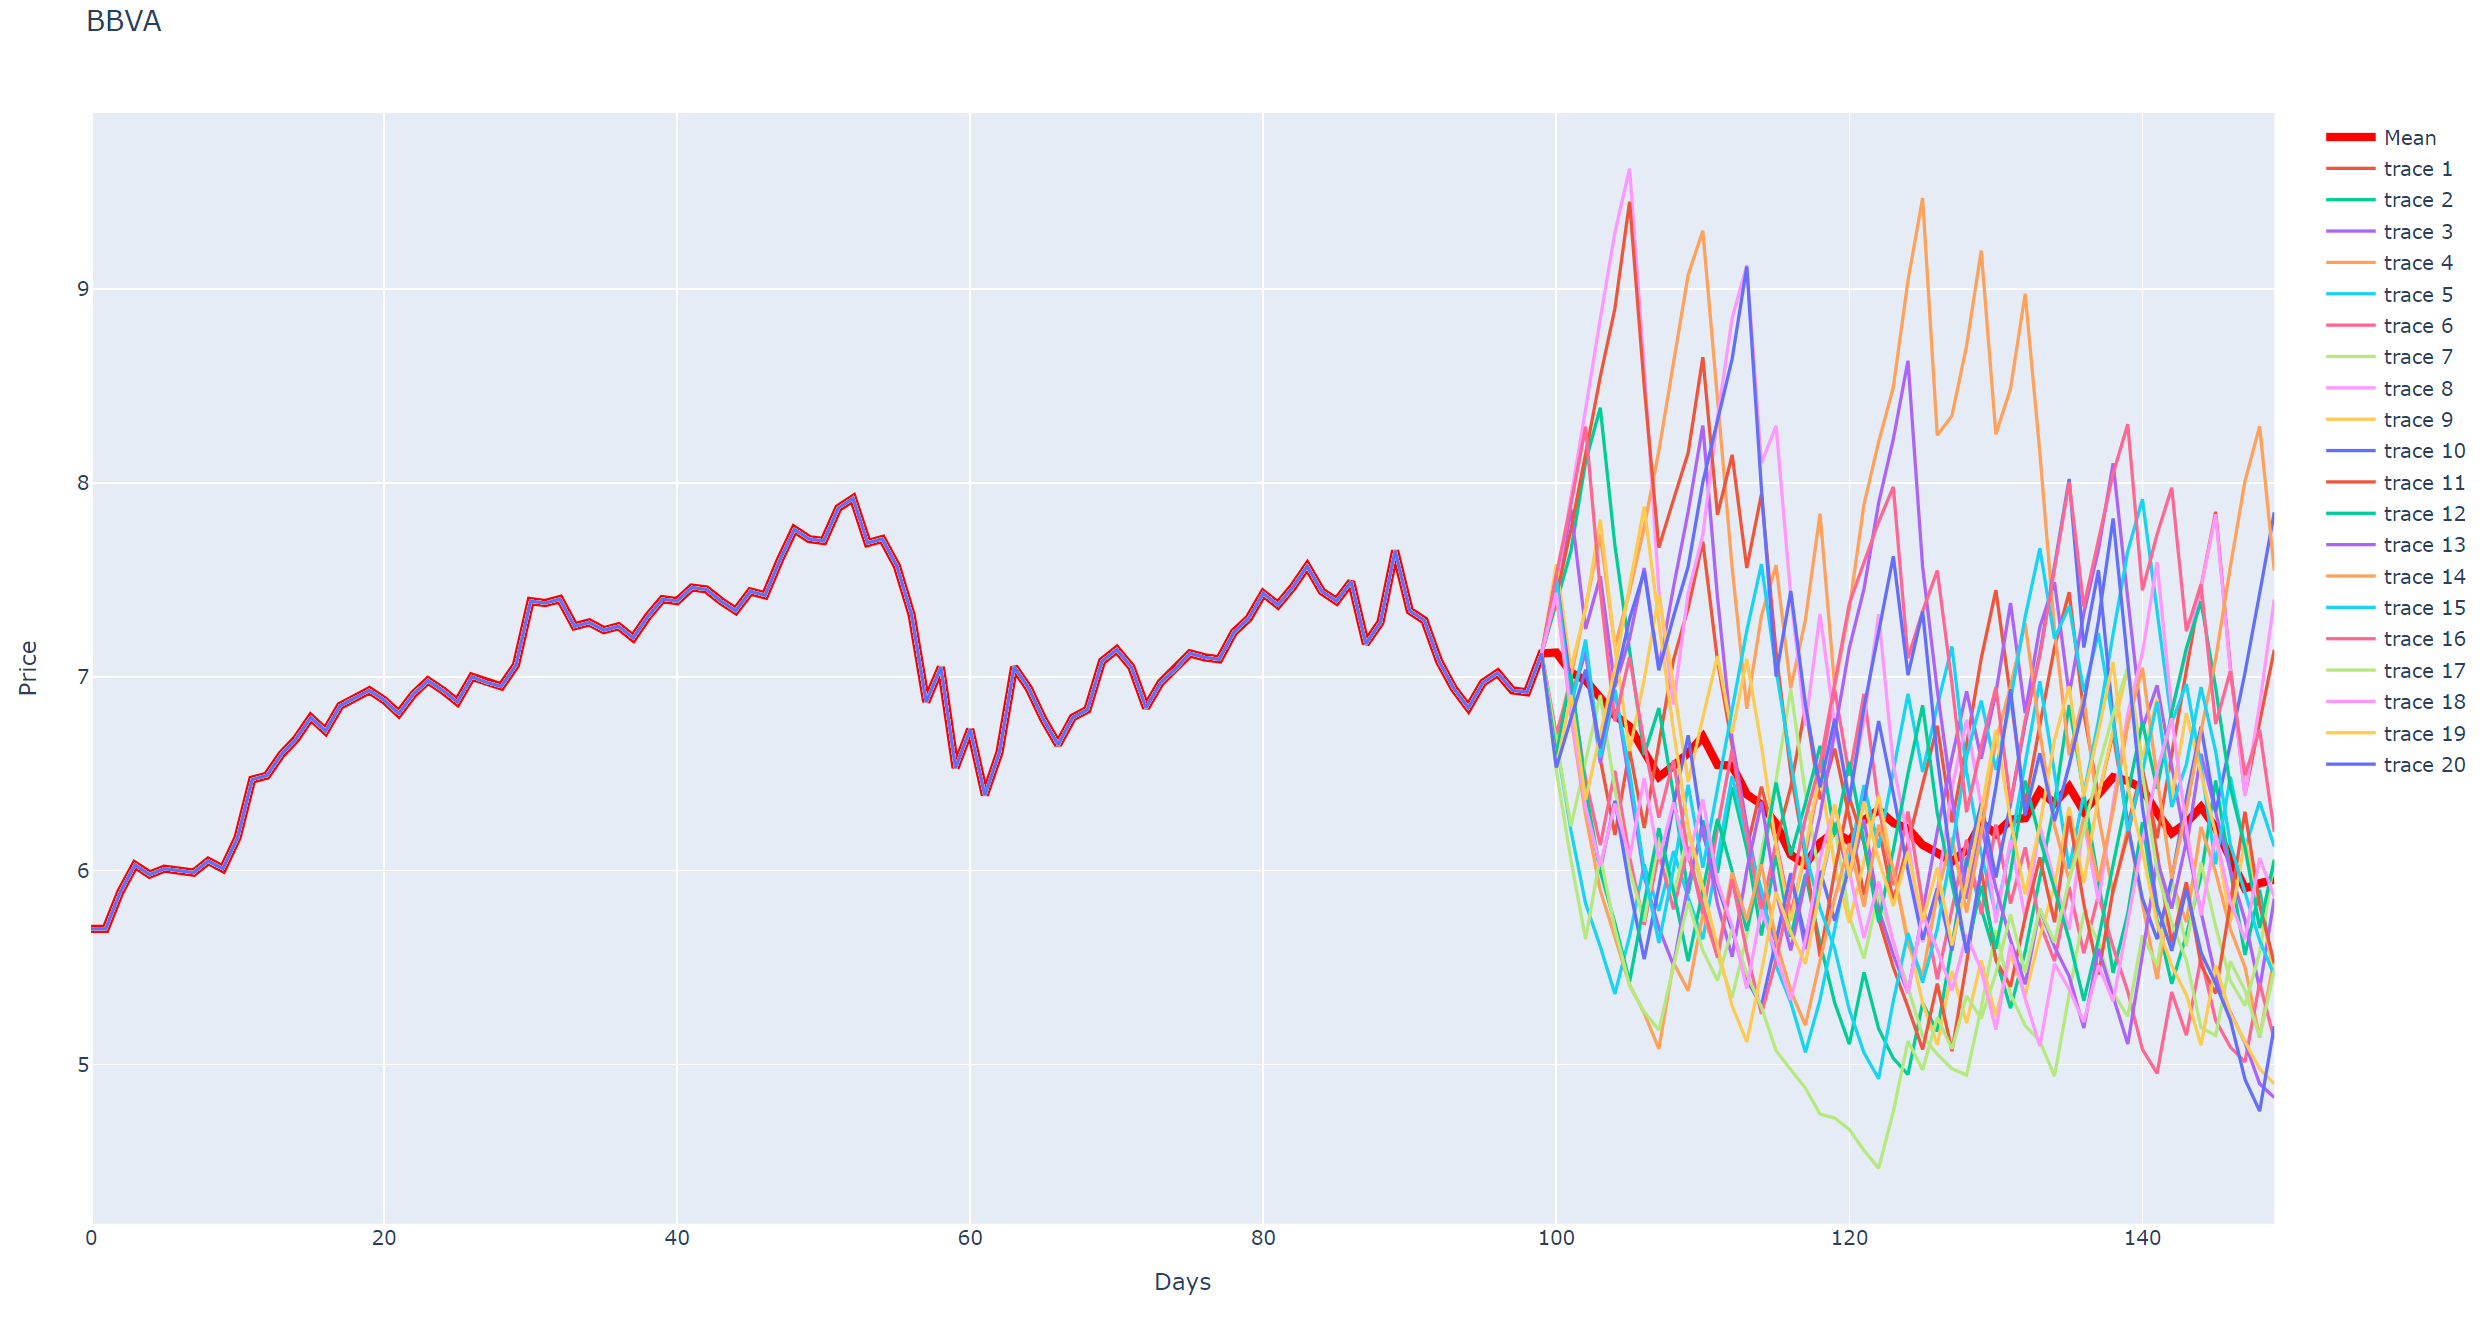 BBVA
Price
9
8
7
6
5
0 20 40 60 80 100 120 140
Days
Mean
trace 1
trace 2
trace 3
trace 4
trace 5
trace 6
trace 7
trace 8
trace 9
trace 10
trace 11
trace 12
trace 13
trace 14
trace 15
trace 16
trace 17
trace 18
trace 19
trace 20